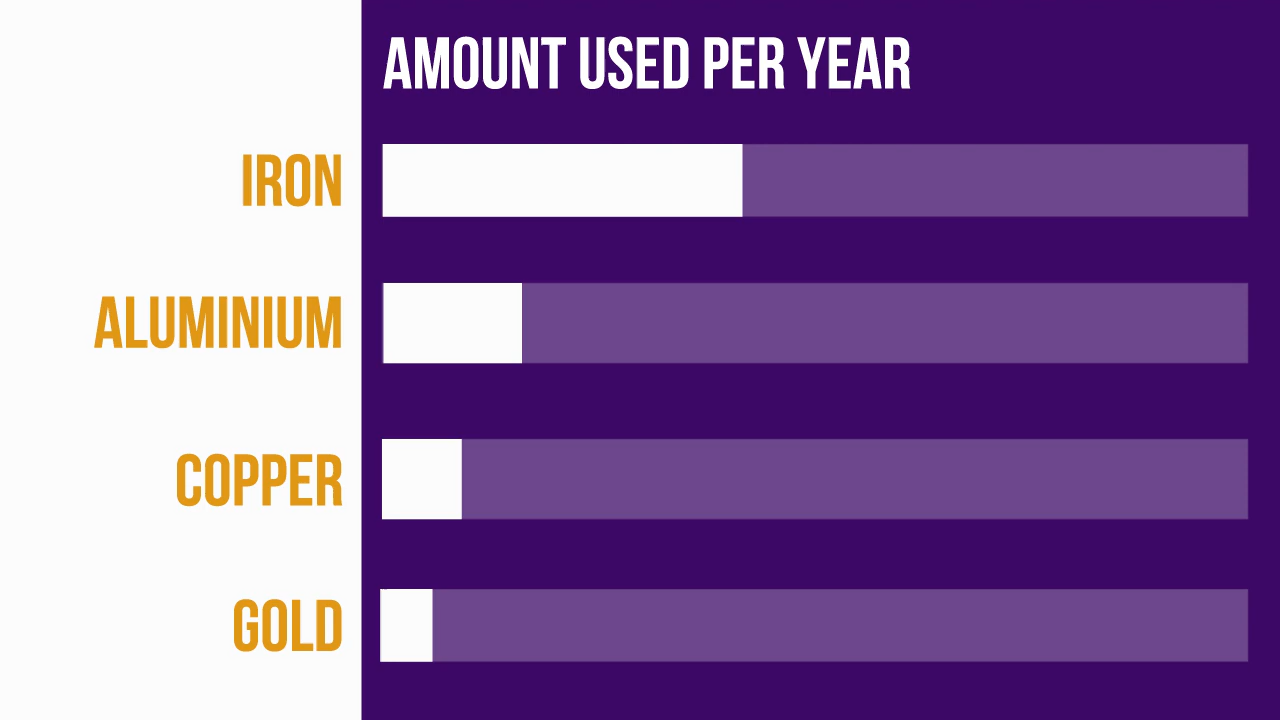 AMOUNT USED PER YEAR
IRON
ALUMINIUM
COPPER
GOLD